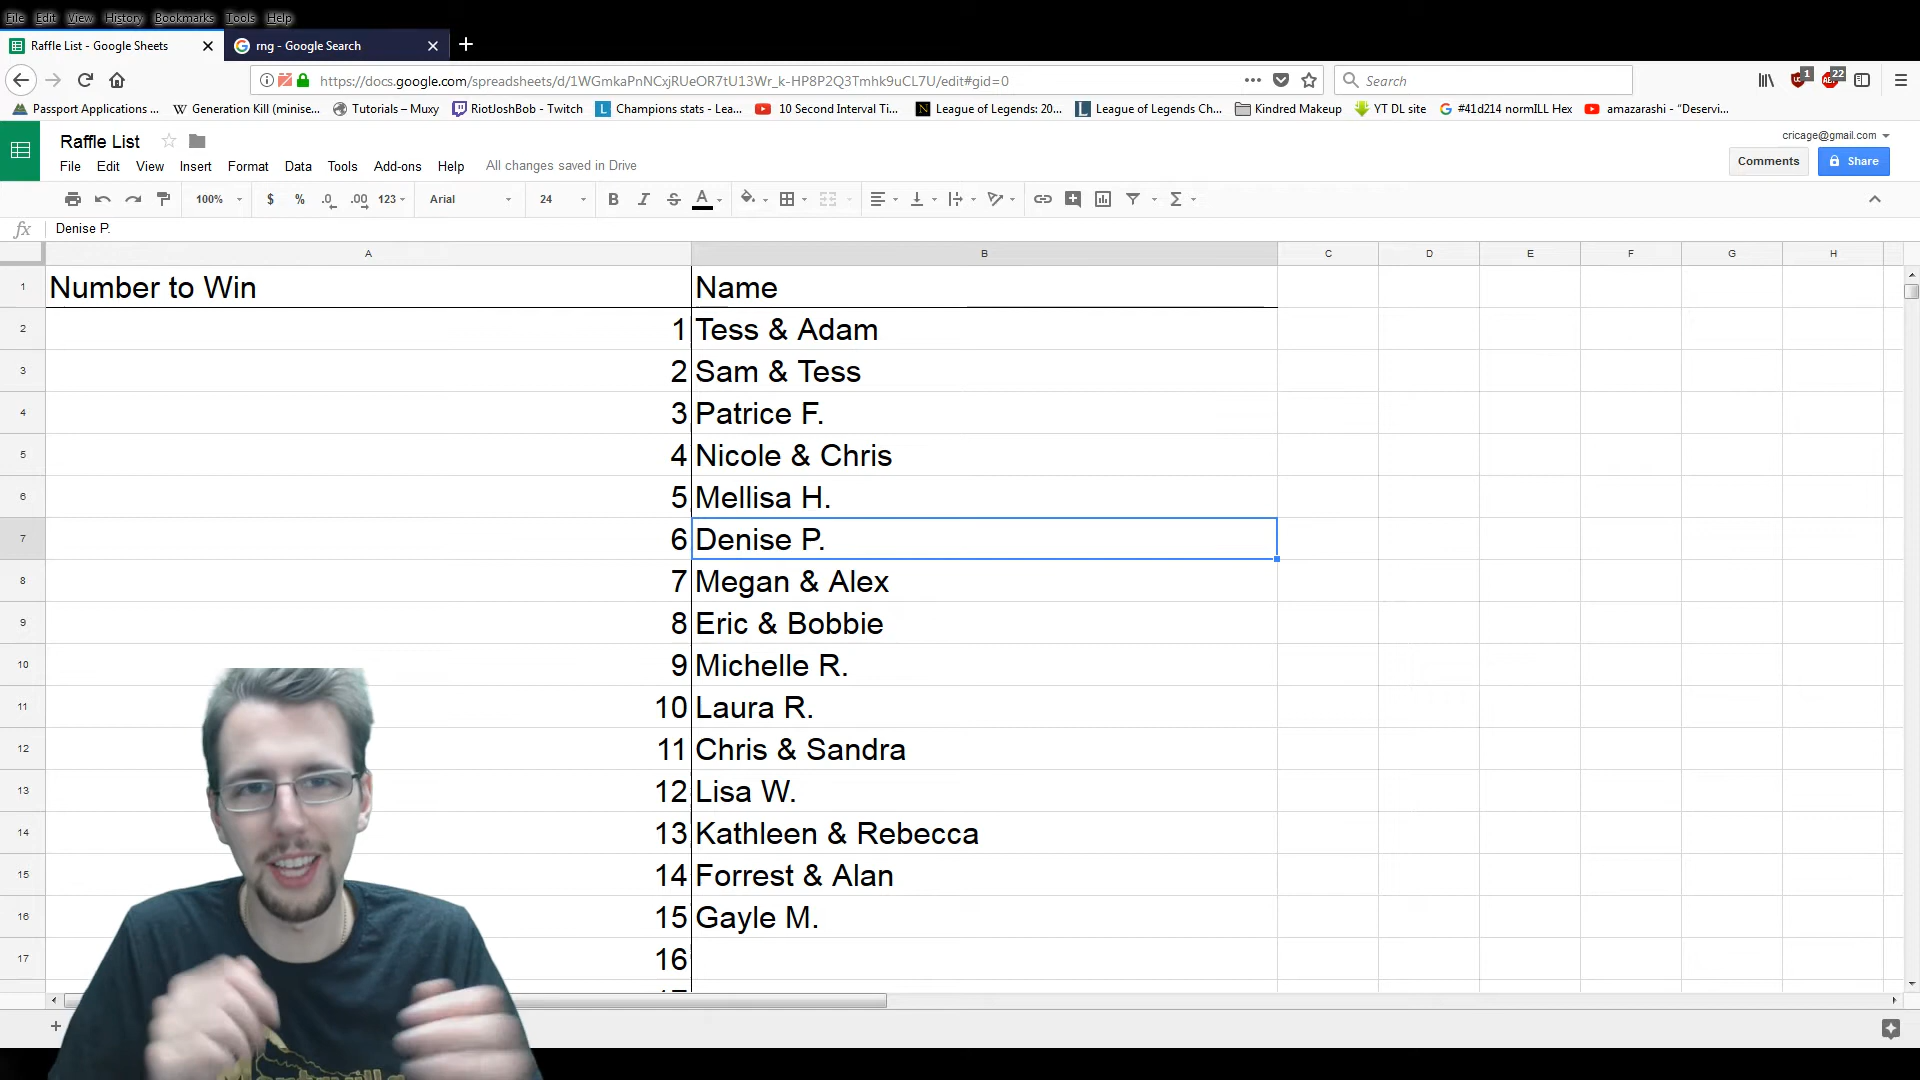 File Edit View History Bookmarks Tools Help
Raffle List - Google Sheets rng - Google Search
https://docs.google.com/spreadsheets/d/1WGmkaPnNCxjRUeOR7tU13Wr_k-HP8P2Q3Tmhk9uCL7U/edit#gid=0 Search 1 22
Passport Applications ... Generation Kill (minise... Tutorials – Muxy RiotJoshBob - Twitch Champions stats - Lea... 10 Second Interval Ti... League of Legends: 20... League of Legends Ch... Kindred Makeup YT DL site #41d214 normILL Hex amazarashi - “Deservi...
Raffle List cricage@gmail.com
File Edit View Insert Format Data Tools Add-ons Help All changes saved in Drive Comments Share
100% $ % .0 .00 123 Arial 24 B I S A Σ
fx Denise P.
A B C D E F G H
1 Number to Win Name
2 1 Tess & Adam
3 2 Sam & Tess
4 3 Patrice F.
5 4 Nicole & Chris
6 5 Mellisa H.
7 6 Denise P.
8 7 Megan & Alex
9 8 Eric & Bobbie
10 9 Michelle R.
11 10 Laura R.
12 11 Chris & Sandra
13 12 Lisa W.
14 13 Kathleen & Rebecca
15 14 Forrest & Alan
16 15 Gayle M.
17 16